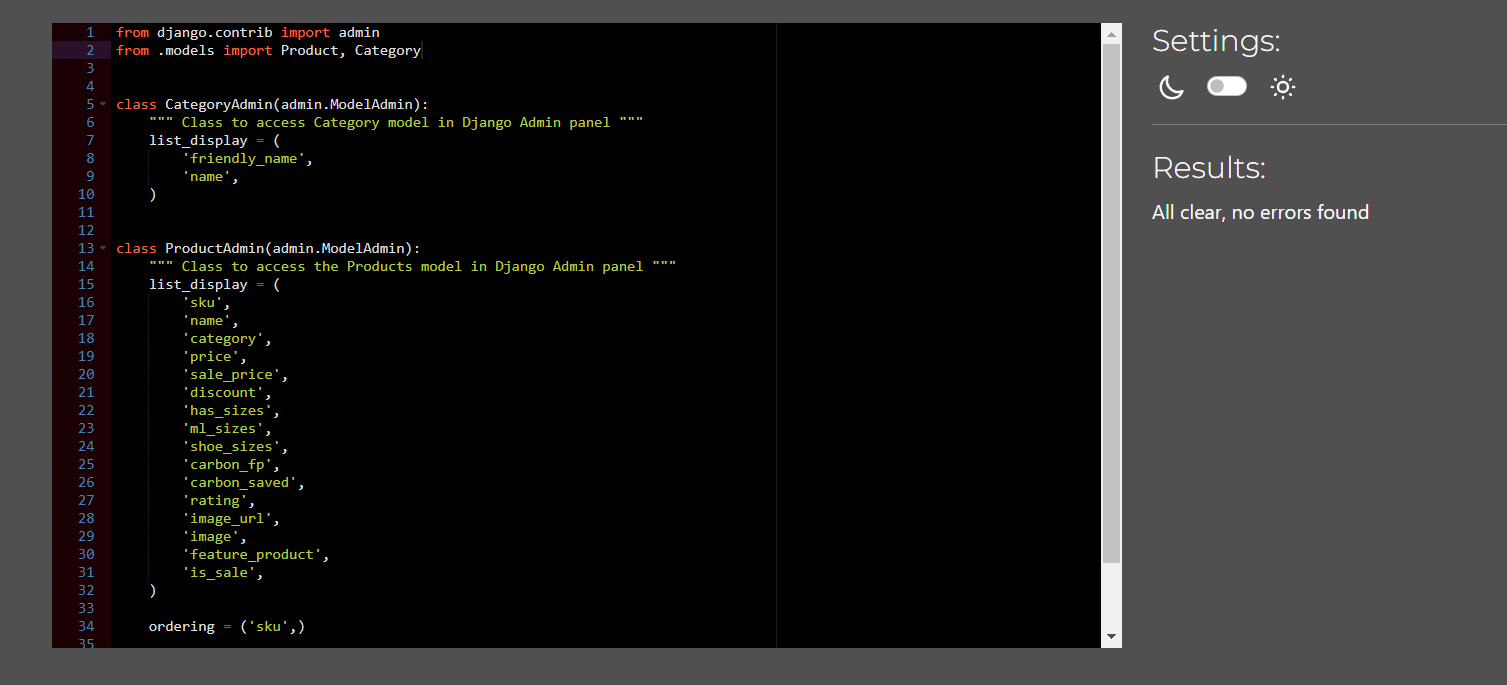 1 from django.contrib import admin
2 from .models import Product, Category
3
4
5 class CategoryAdmin(admin.ModelAdmin):
6     """ Class to access Category model in Django Admin panel """
7     list_display = (
8         'friendly_name',
9         'name',
10     )
11
12
13 class ProductAdmin(admin.ModelAdmin):
14     """ Class to access the Products model in Django Admin panel """
15     list_display = (
16         'sku',
17         'name',
18         'category',
19         'price',
20         'sale_price',
21         'discount',
22         'has_sizes',
23         'ml_sizes',
24         'shoe_sizes',
25         'carbon_fp',
26         'carbon_saved',
27         'rating',
28         'image_url',
29         'image',
30         'feature_product',
31         'is_sale',
32     )
33
34     ordering = ('sku',)
35
Settings:
Results:
All clear, no errors found